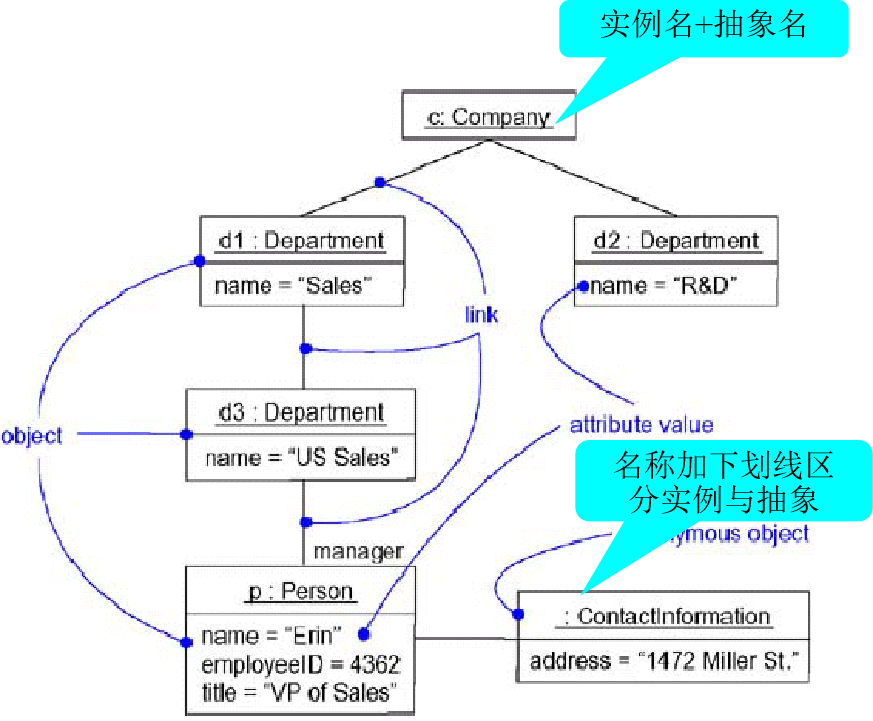 实例名+抽象名
c: Company
d1 : Department
name = "Sales"
d2 : Department
name = "R&D"
link
d3 : Department
name = "US Sales"
object
attribute value
名称加下划线区
分实例与抽象
object
manager
p : Person
name = "Erin"
employeeID = 4362
title = "VP of Sales"
: ContactInformation
address = "1472 Miller St."